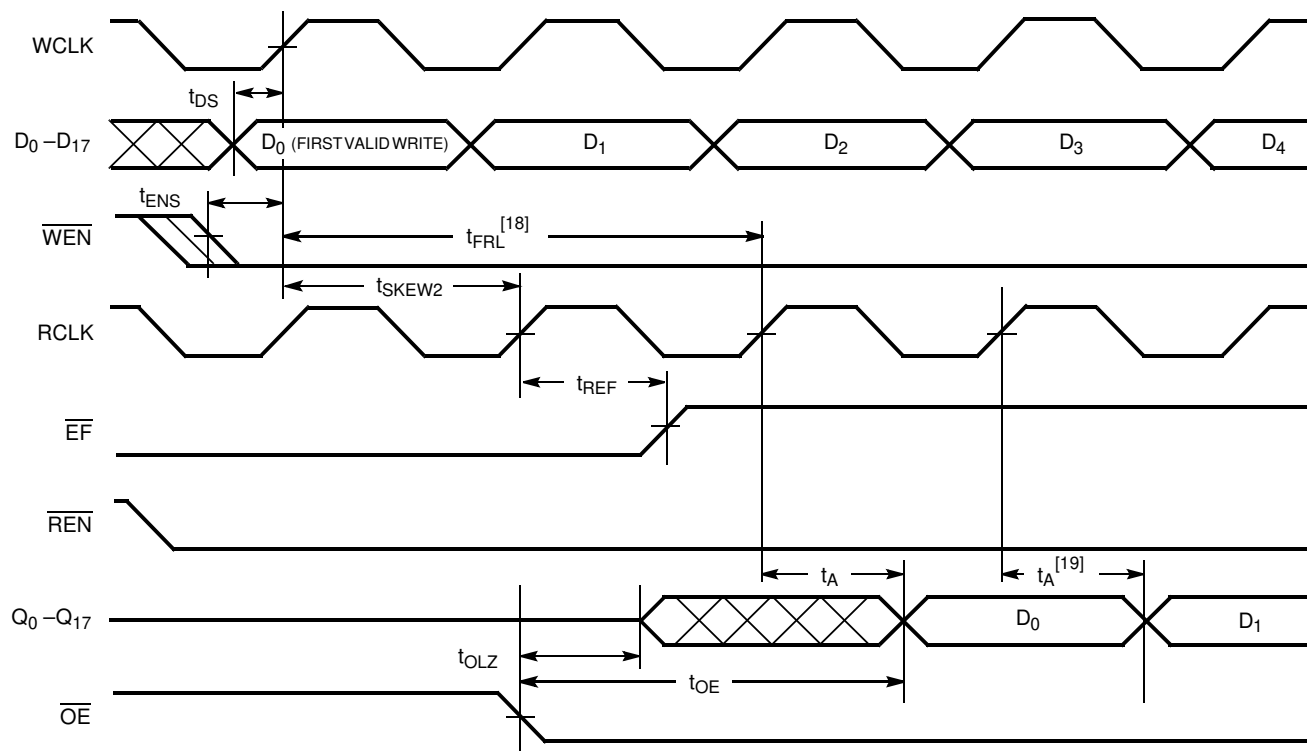 WCLK
tDS
D0 –D17
D0 (FIRST VALID WRITE)
D1
D2
D3
D4
tENS
WEN
tFRL[18]
tSKEW2
RCLK
tREF
EF
REN
tA
tA[19]
Q0 –Q17
D0
D1
tOLZ
tOE
OE